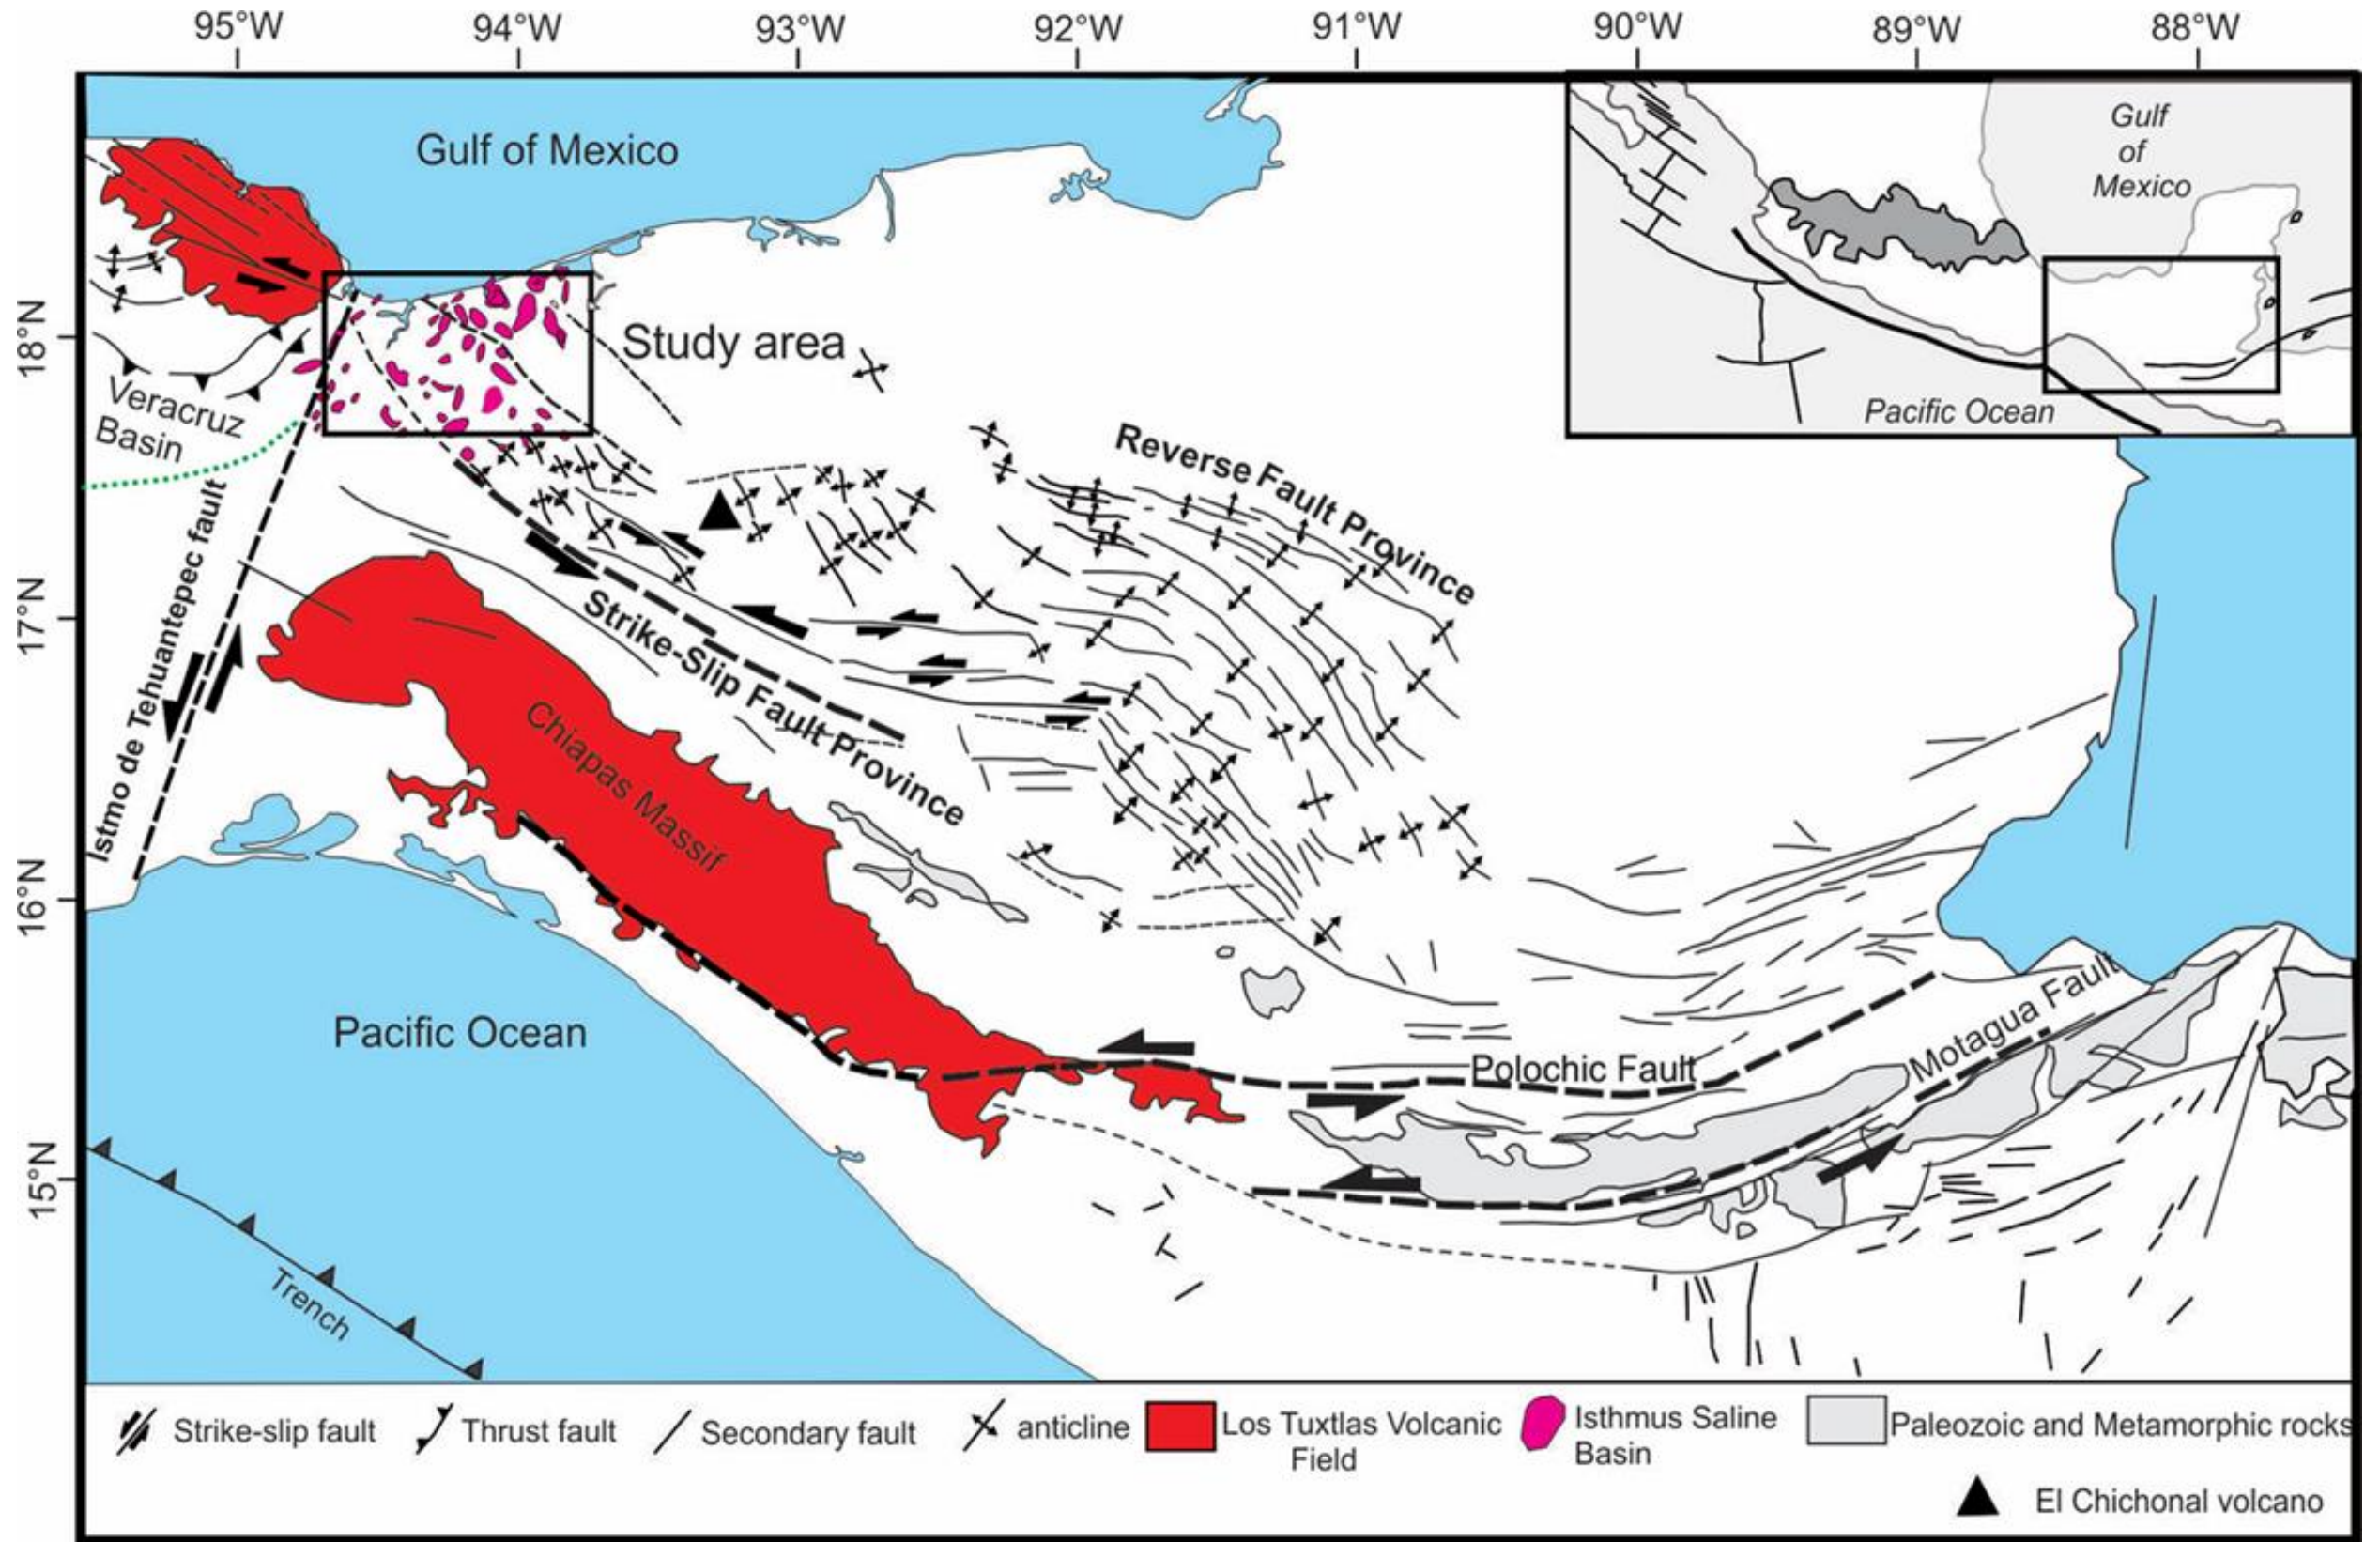 95°W 94°W 93°W 92°W 91°W 90°W 89°W 88°W
Gulf of Mexico
Gulf
of
Mexico
Pacific Ocean
18°N
17°N
16°N
15°N
Study area
Veracruz
Basin
Reverse Fault Province
Istmo de Tehuantepec fault
Strike-Slip Fault Province
Chiapas Massif
Pacific Ocean
Polochic Fault
Motagua Fault
Trench
Strike-slip fault
Thrust fault
Secondary fault
anticline
Los Tuxtlas Volcanic
Field
Isthmus Saline
Basin
Paleozoic and Metamorphic rocks
El Chichonal volcano